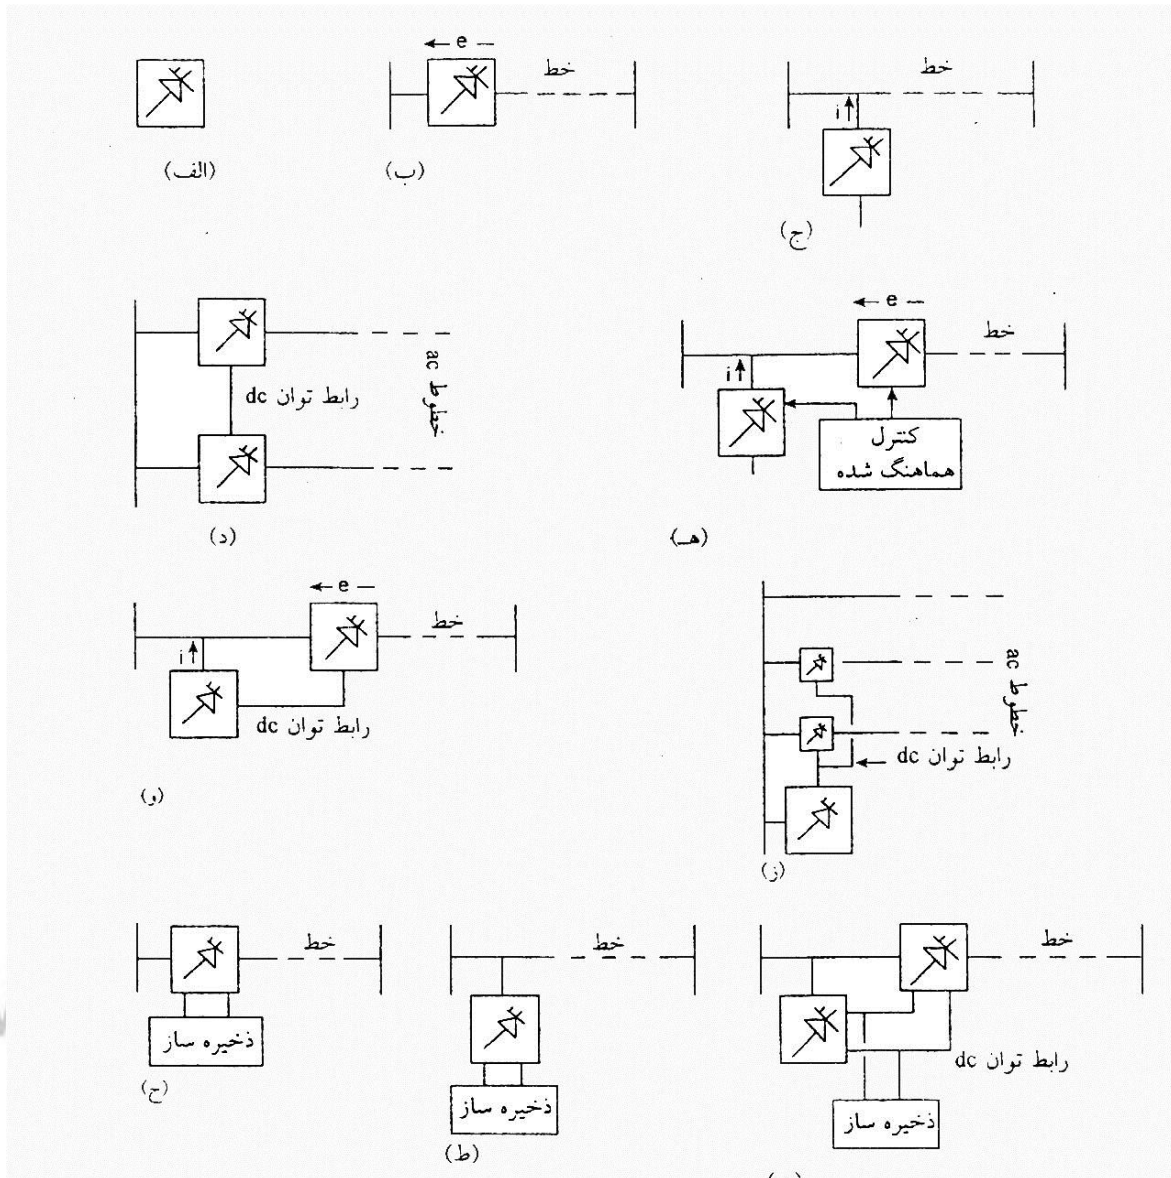 ← e –
خط
خط
i ↑
(الف)
(ب)
(ج)
← e –
خط
رابط توان dc
خطوط ac
i ↑
کنترل
هماهنگ شده
(د)
(هـ)
← e –
خط
i ↑
رابط توان dc
خطوط ac
رابط توان dc
(و)
(ز)
خط
خط
خط
ذخیره ساز
رابط توان dc
(ح)
ذخیره ساز
ذخیره ساز
(ط)